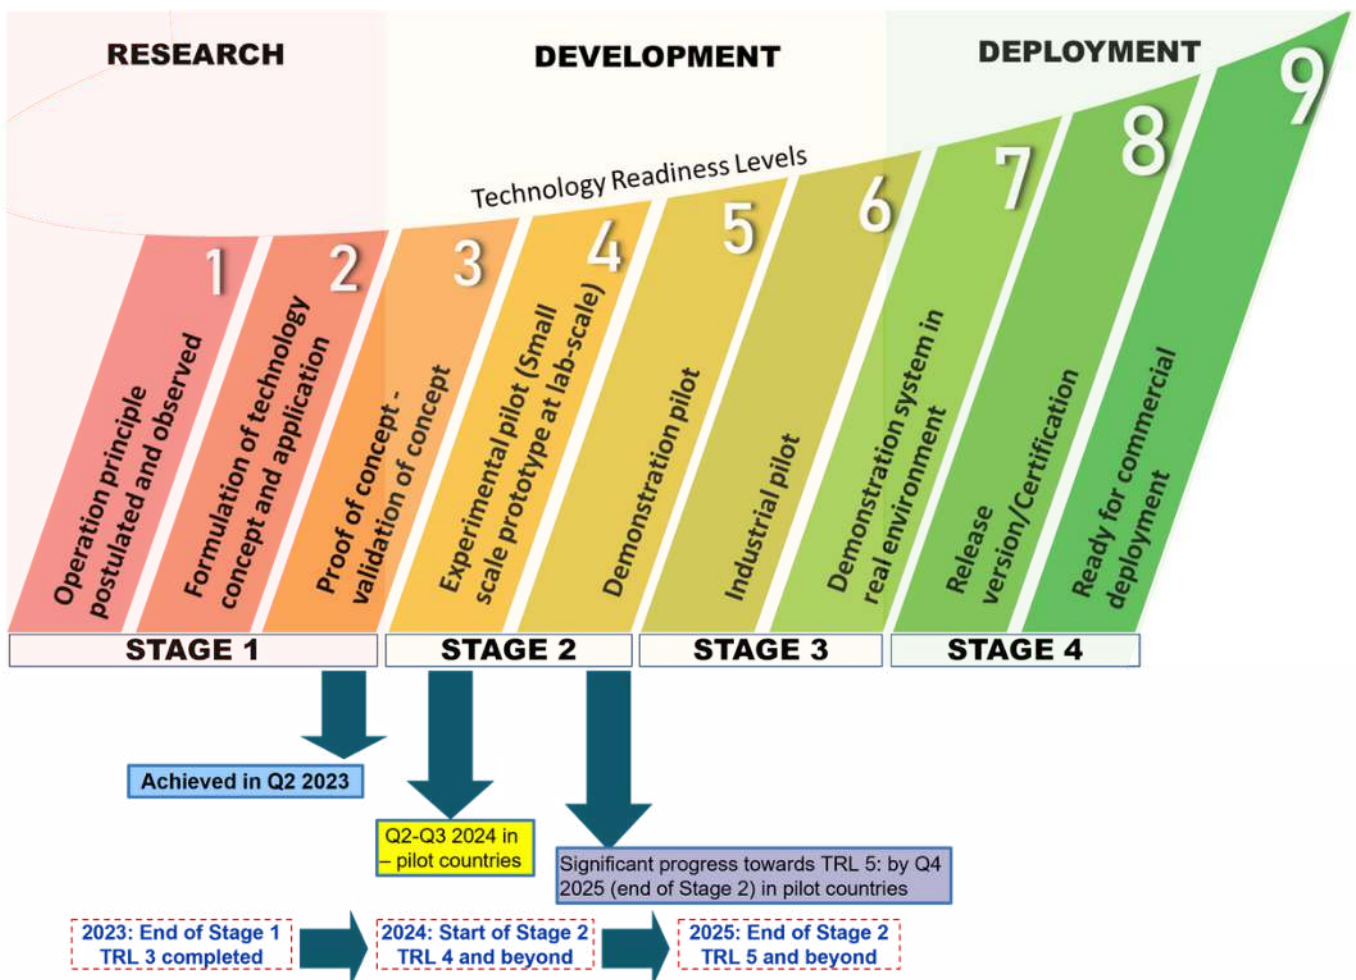 RESEARCH
DEVELOPMENT
DEPLOYMENT
Technology Readiness Levels
1
2
3
4
5
6
7
8
9
Operation principle
postulated and observed
Formulation of technology
concept and application
Proof of concept -
validation of concept
Experimental pilot (Small
scale prototype at lab-scale)
Demonstration pilot
Industrial pilot
Demonstration system in
real environment
Release
version/Certification
Ready for commercial
deployment
STAGE 1
STAGE 2
STAGE 3
STAGE 4
Achieved in Q2 2023
Q2-Q3 2024 in
– pilot countries
Significant progress towards TRL 5: by Q4
2025 (end of Stage 2) in pilot countries
2023: End of Stage 1
TRL 3 completed
2024: Start of Stage 2
TRL 4 and beyond
2025: End of Stage 2
TRL 5 and beyond